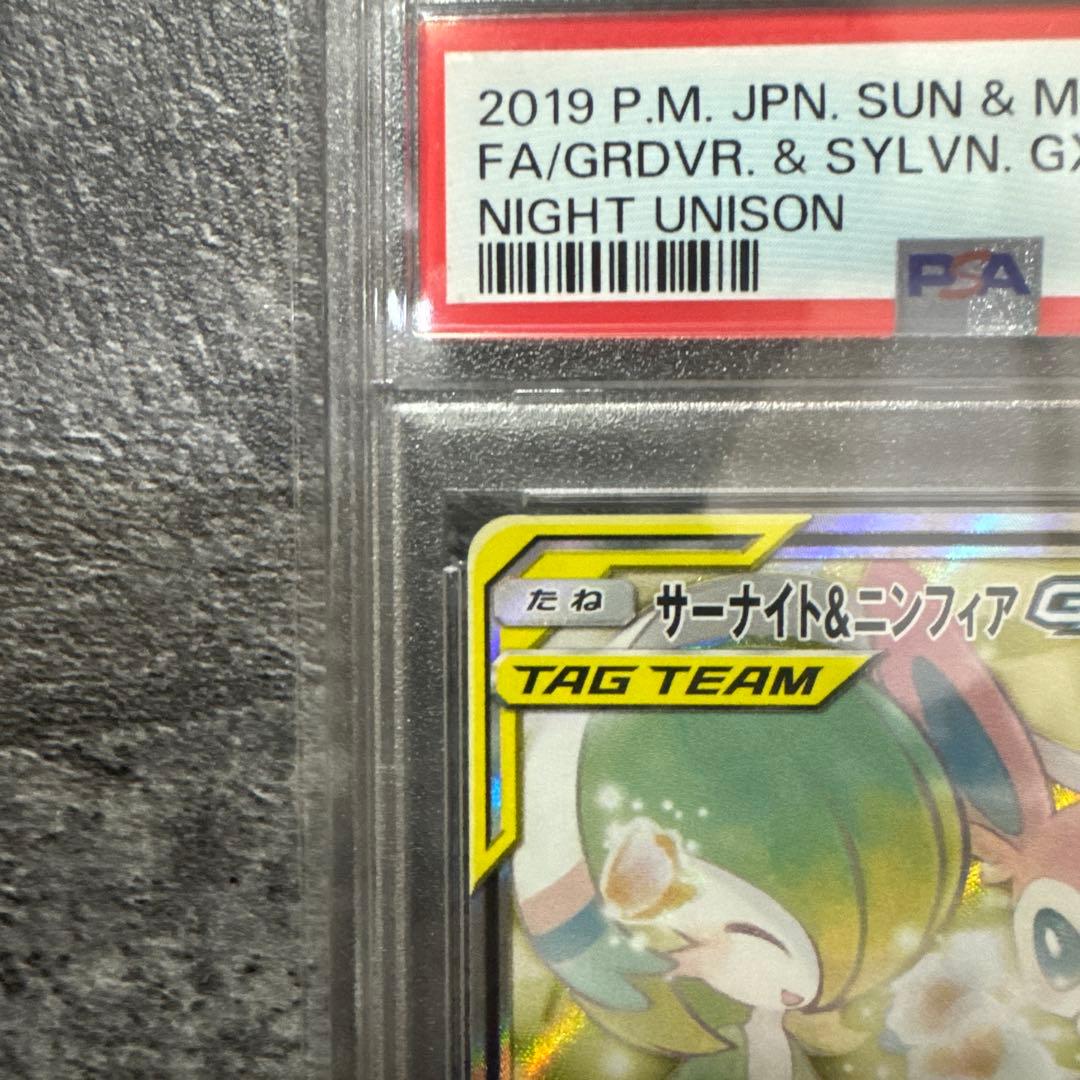 2019 P.M. JPN. SUN & M
FA/GRDVR. & SYLVN. GX
NIGHT UNISON
PSA
たね サーナイト&ニンフィア G
TAG TEAM